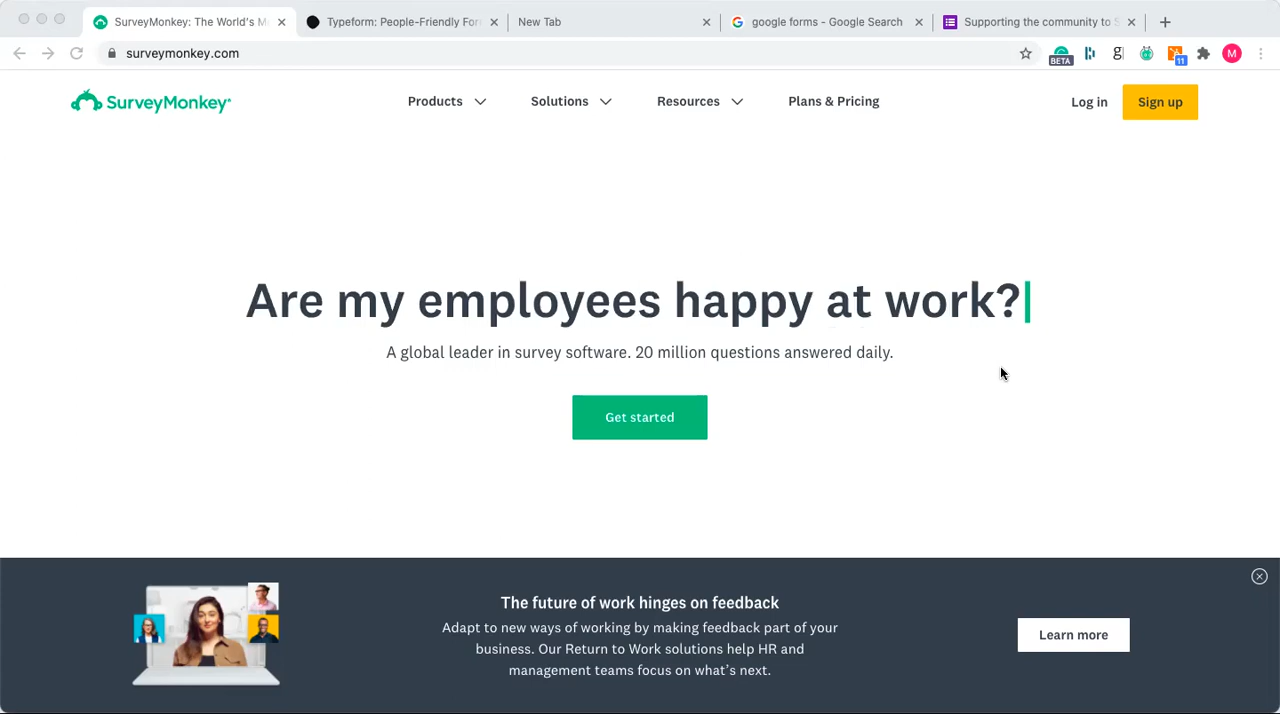 SurveyMonkey: The World's M
Typeform: People-Friendly For
New Tab
google forms - Google Search
Supporting the community to S
surveymonkey.com
BETA
g
11
M
SurveyMonkey
Products
Solutions
Resources
Plans & Pricing
Log in
Sign up
Are my employees happy at work?
A global leader in survey software. 20 million questions answered daily.
Get started
The future of work hinges on feedback
Adapt to new ways of working by making feedback part of your
business. Our Return to Work solutions help HR and
management teams focus on what's next.
Learn more